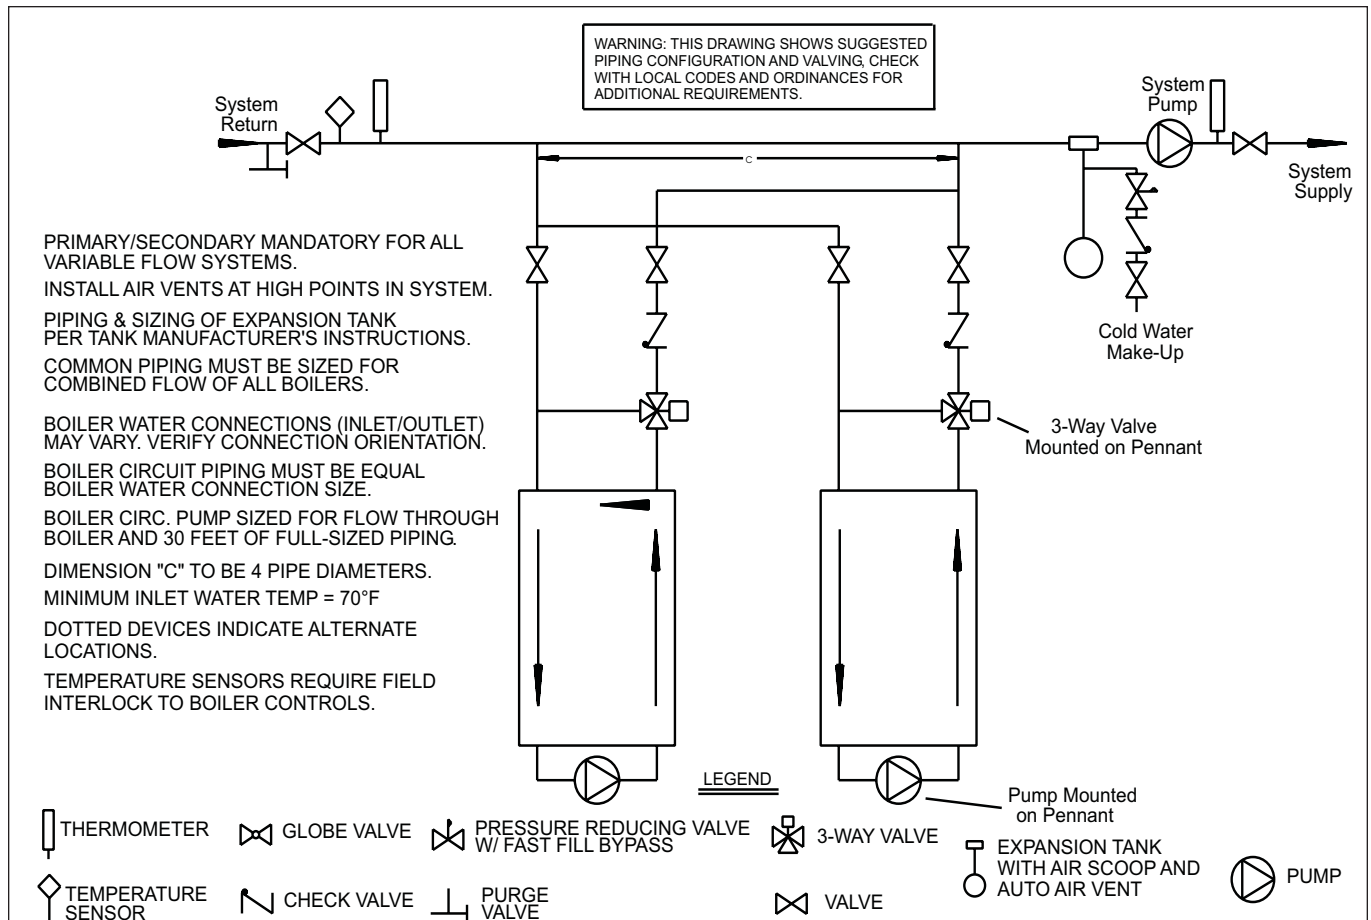 WARNING: THIS DRAWING SHOWS SUGGESTED
PIPING CONFIGURATION AND VALVING, CHECK
WITH LOCAL CODES AND ORDINANCES FOR
ADDITIONAL REQUIREMENTS.
System
Return
System
Pump
C
System
Supply
Cold Water
Make-Up
PRIMARY/SECONDARY MANDATORY FOR ALL
VARIABLE FLOW SYSTEMS.
INSTALL AIR VENTS AT HIGH POINTS IN SYSTEM.
PIPING & SIZING OF EXPANSION TANK
PER TANK MANUFACTURER'S INSTRUCTIONS.
COMMON PIPING MUST BE SIZED FOR
COMBINED FLOW OF ALL BOILERS.
BOILER WATER CONNECTIONS (INLET/OUTLET)
MAY VARY. VERIFY CONNECTION ORIENTATION.
BOILER CIRCUIT PIPING MUST BE EQUAL
BOILER WATER CONNECTION SIZE.
BOILER CIRC. PUMP SIZED FOR FLOW THROUGH
BOILER AND 30 FEET OF FULL-SIZED PIPING.
DIMENSION "C" TO BE 4 PIPE DIAMETERS.
MINIMUM INLET WATER TEMP = 70°F
DOTTED DEVICES INDICATE ALTERNATE
LOCATIONS.
TEMPERATURE SENSORS REQUIRE FIELD
INTERLOCK TO BOILER CONTROLS.
3-Way Valve
Mounted on Pennant
Pump Mounted
on Pennant
LEGEND
THERMOMETER
GLOBE VALVE
PRESSURE REDUCING VALVE
W/ FAST FILL BYPASS
3-WAY VALVE
EXPANSION TANK
WITH AIR SCOOP AND
AUTO AIR VENT
PUMP
TEMPERATURE
SENSOR
CHECK VALVE
PURGE
VALVE
VALVE